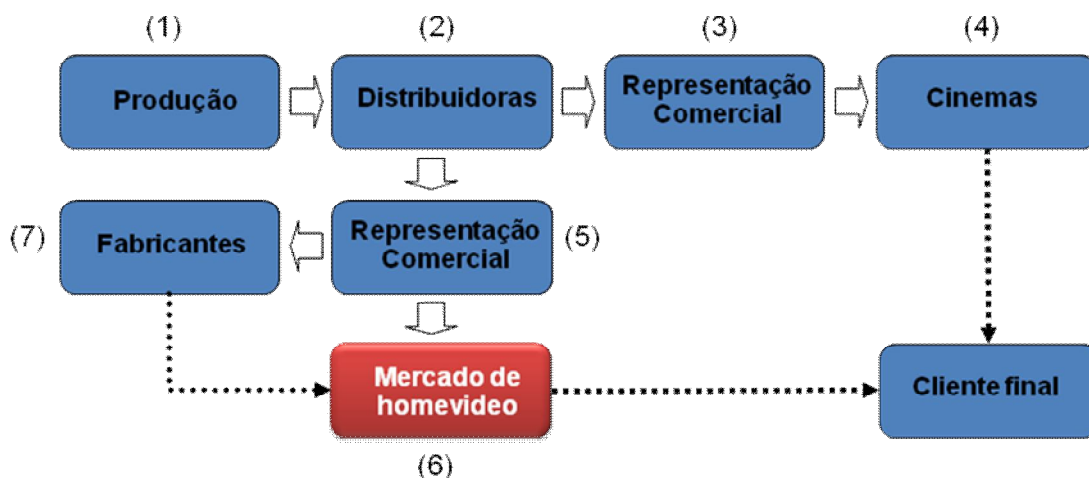 (1)
(2)
(3)
(4)
Produção
Distribuidoras
Representação
Comercial
Cinemas
(7)
Fabricantes
Representação
Comercial
(5)
Mercado de
homevideo
Cliente final
(6)